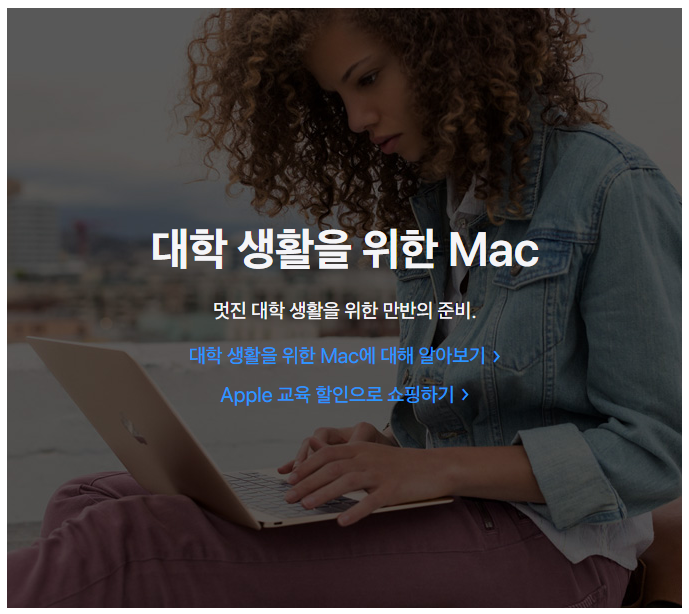 대학 생활을 위한 Mac
멋진 대학 생활을 위한 만반의 준비.
대학 생활을 위한 Mac에 대해 알아보기 >
Apple 교육 할인으로 쇼핑하기 >